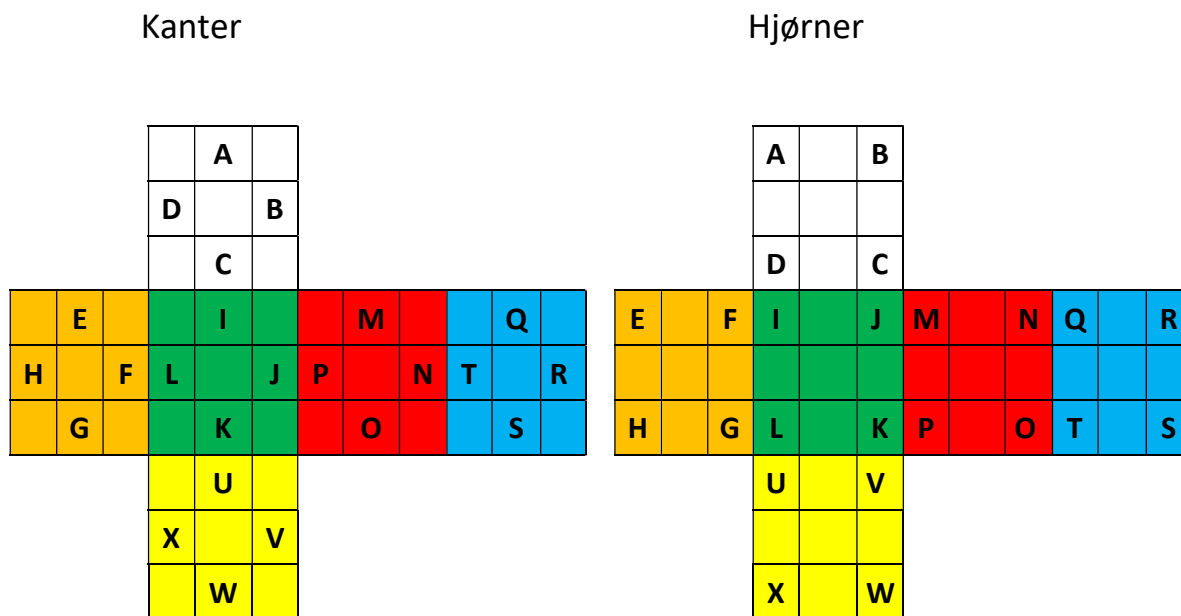 Kanter Hjørner
A A B
D B
C D C
E I M Q E F I J M N Q R
H F L J P N T R
G K O S H G L K P O T S
U U V
X V
W X W